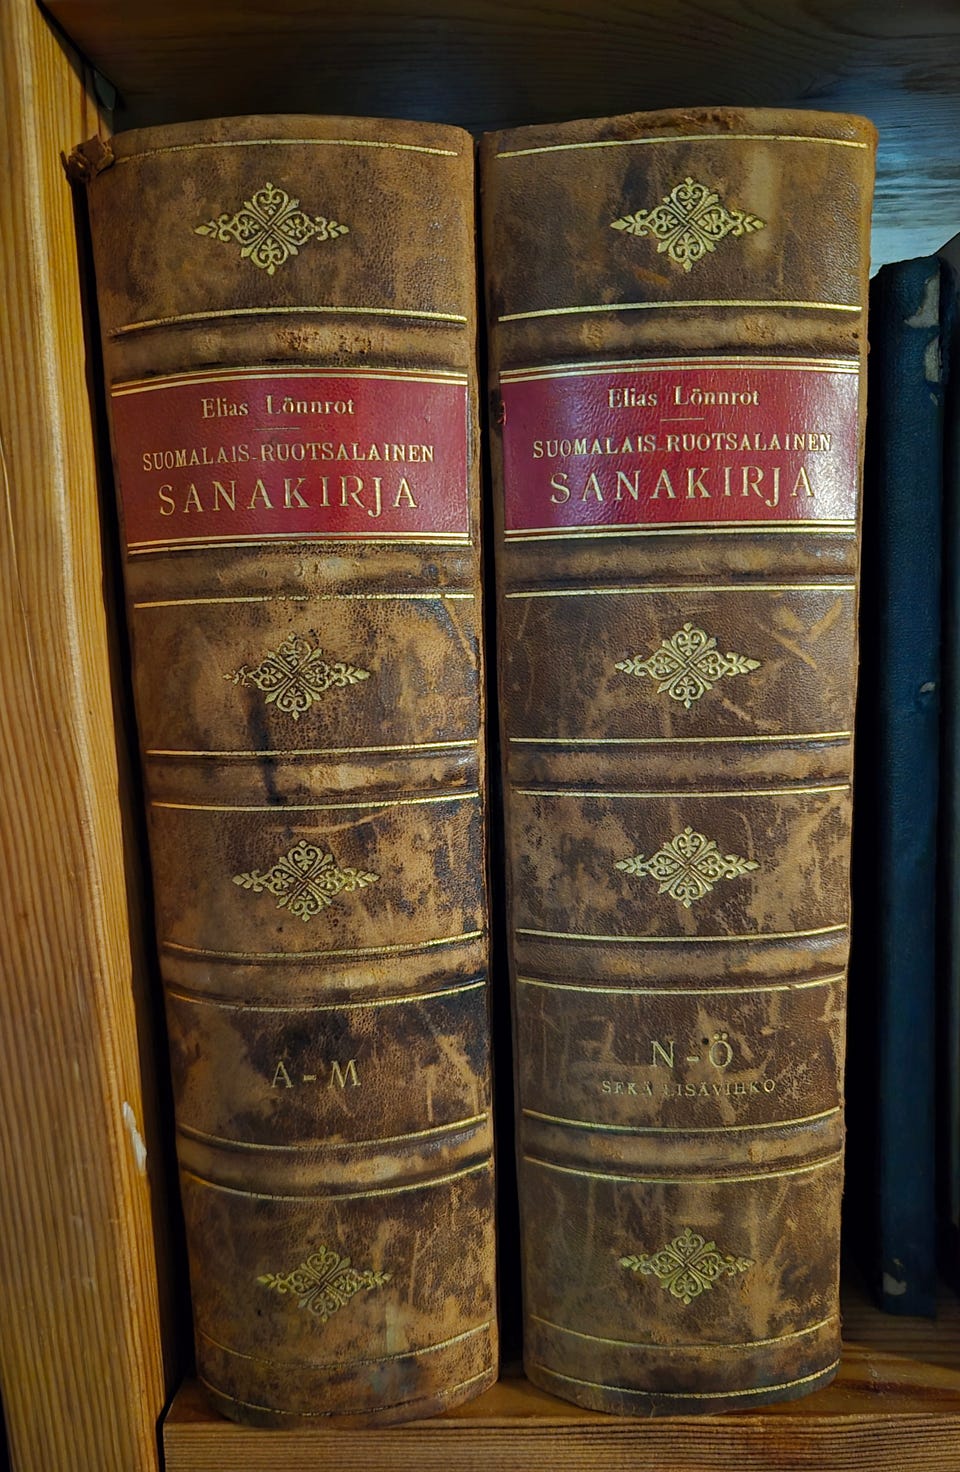 Elias Lönnrot
SUOMALAIS-RUOTSALAINEN
SANAKIRJA
A-M
Elias Lönnrot
SUOMALAIS-RUOTSALAINEN
SANAKIRJA
N-Ö
SEKÄ LISÄVIHKO